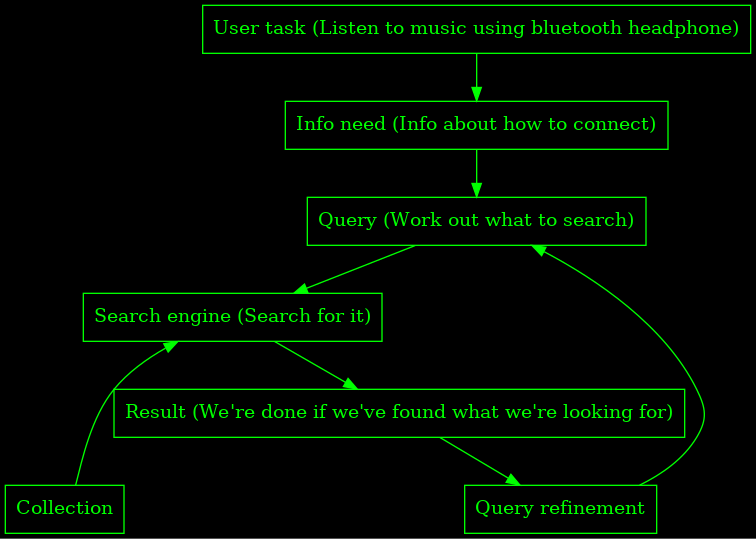 User task (Listen to music using bluetooth headphone)
Info need (Info about how to connect)
Query (Work out what to search)
Search engine (Search for it)
Result (We're done if we've found what we're looking for)
Collection
Query refinement